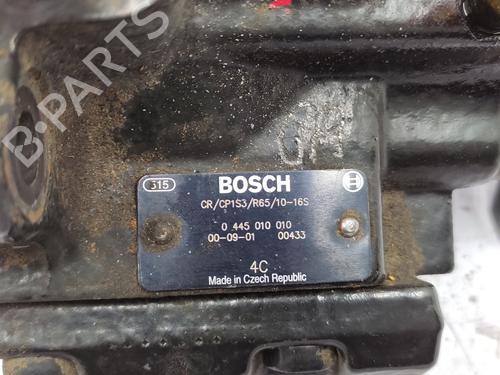 315 BOSCH
CR/CP1S3/R65/10-16S
0 445 010 010
00-09-01 00433
4C
Made in Czech Republic
B-PARTS